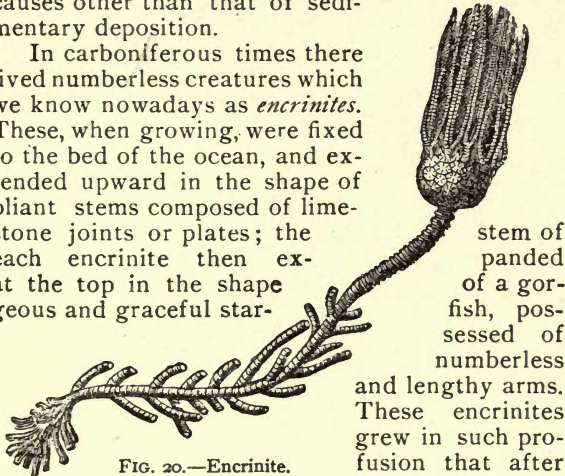 causes other than that of sedi-
mentary deposition.
In carboniferous times there
ived numberless creatures which
we know nowadays as encrinites.
These, when growing, were fixed
o the bed of the ocean, and ex-
ended upward in the shape of
pliant stems composed of lime-
stone joints or plates; the stem of
each encrinite then ex- panded
at the top in the shape of a gor-
geous and graceful star- fish, pos-
sessed of
numberless
and lengthy arms.
These encrinites
grew in such pro-
fusion that after
FIG. 20.—Encrinite.